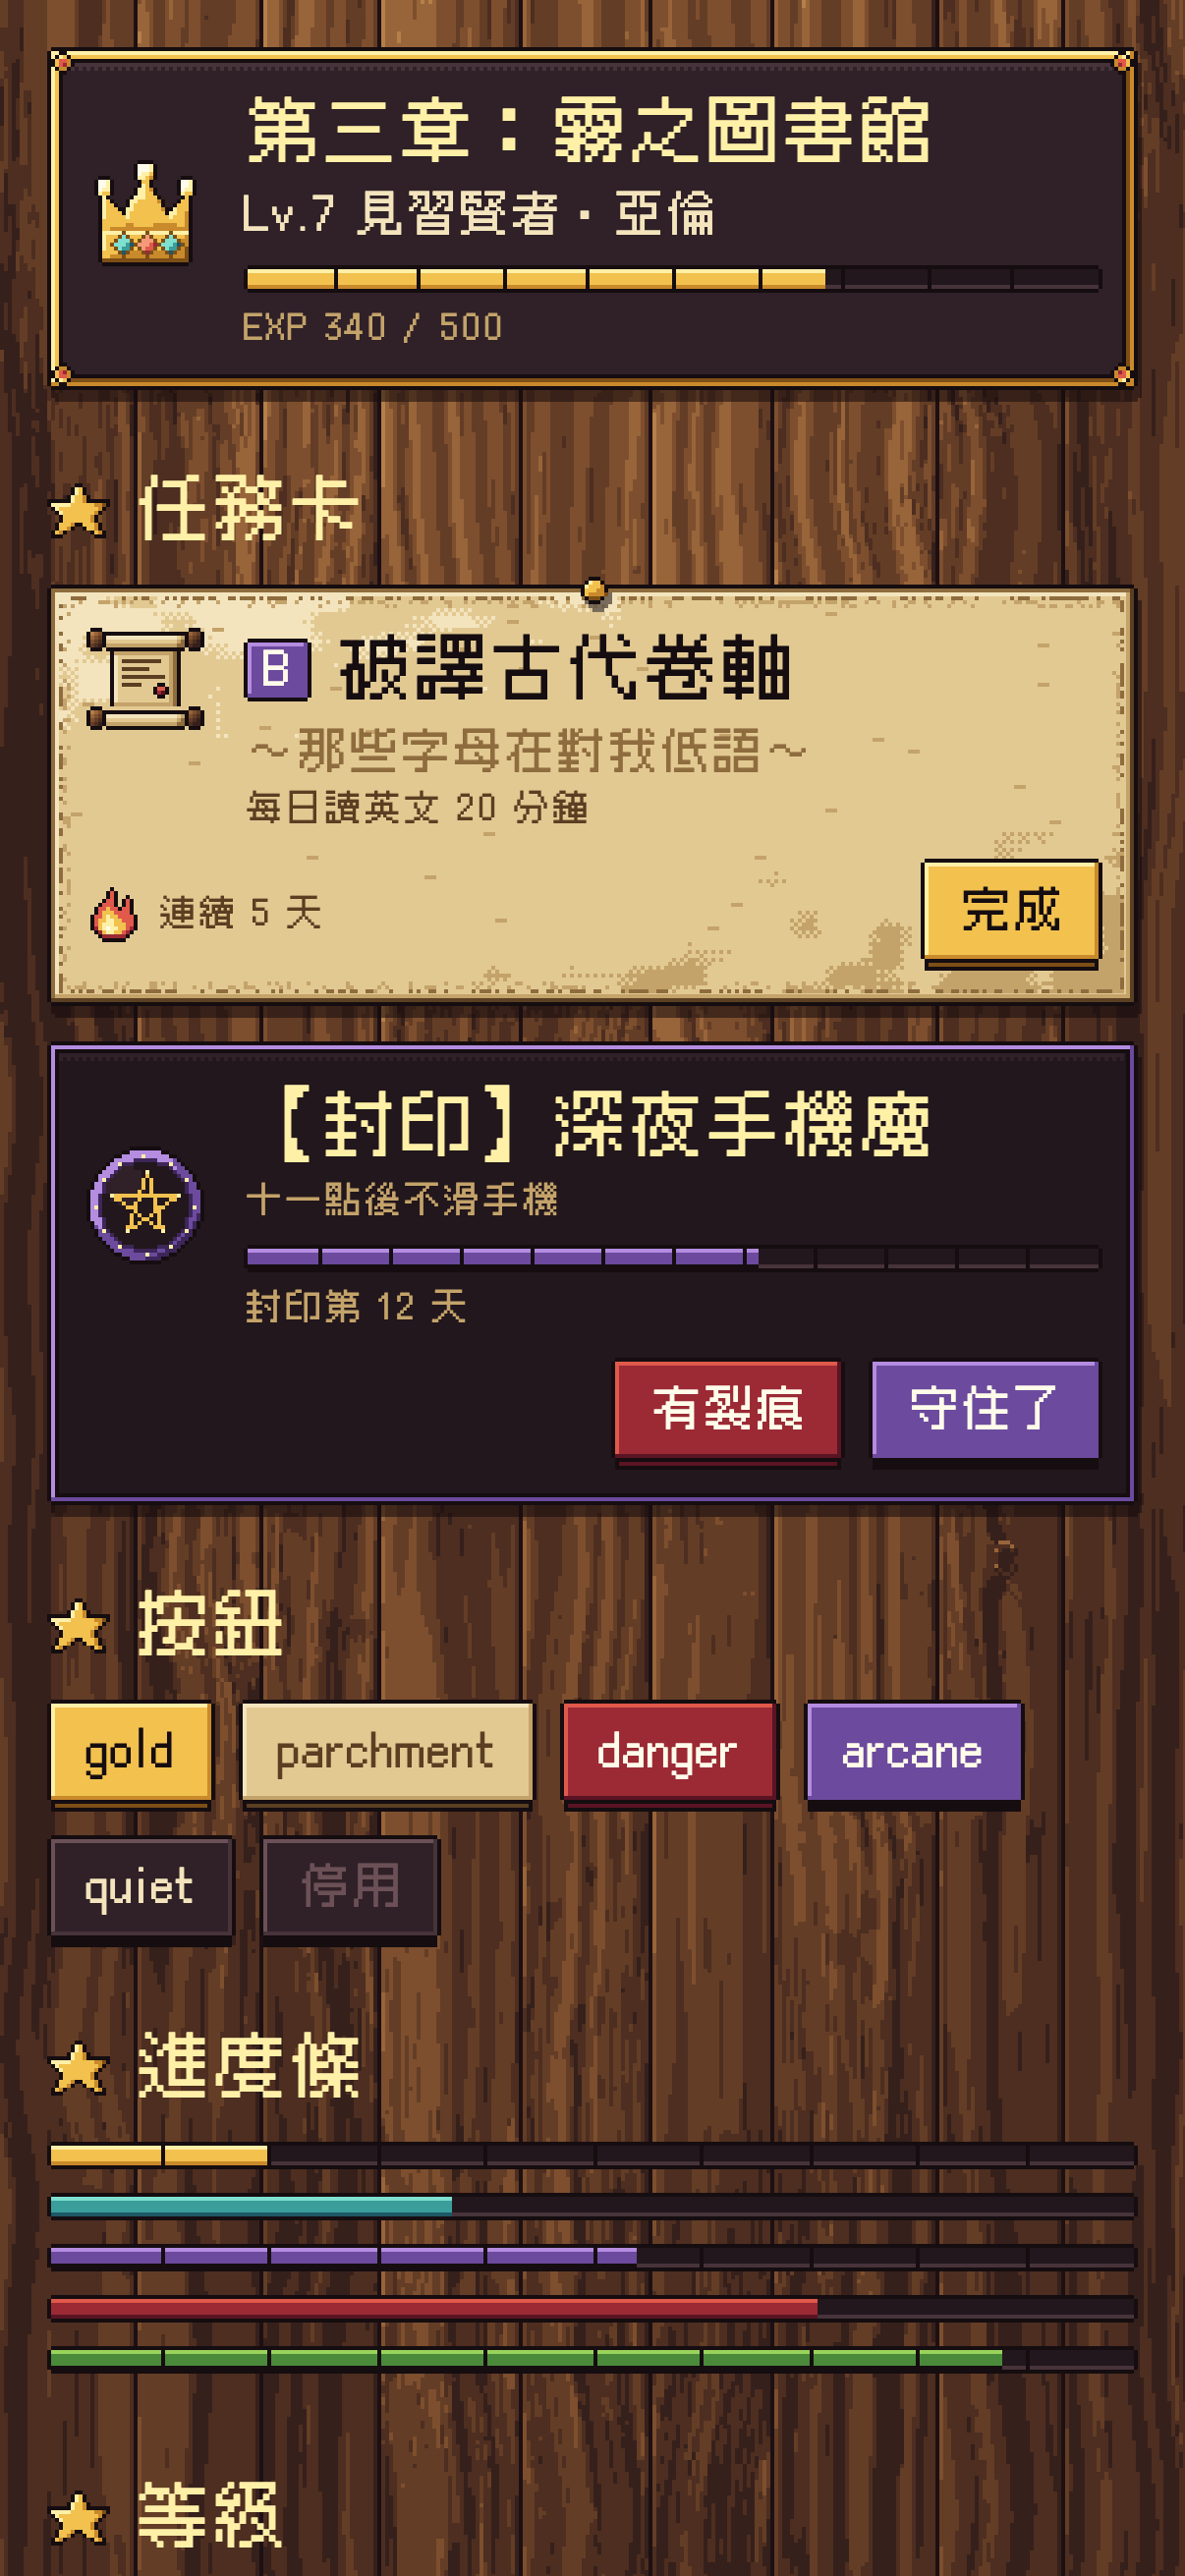 第三章：霧之圖書館
Lv.7 見習賢者・亞倫
EXP 340 / 500
任務卡
B 破譯古代卷軸
～那些字母在對我低語～
每日讀英文 20 分鐘
連續 5 天
完成
【封印】深夜手機魔
十一點後不滑手機
封印第 12 天
有裂痕 守住了
按鈕
gold parchment danger arcane
quiet 停用
進度條
等級